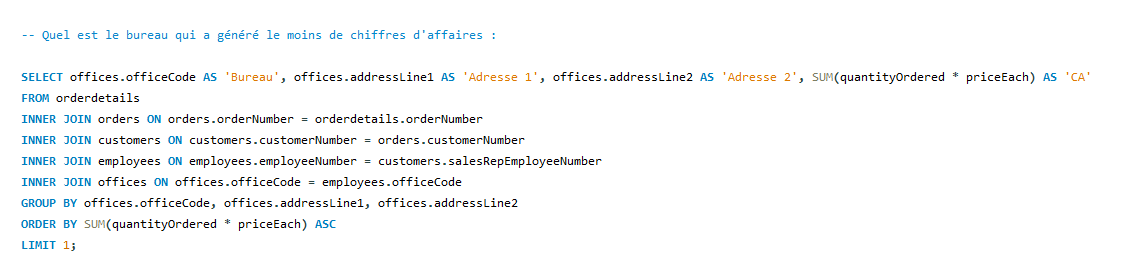 -- Quel est le bureau qui a généré le moins de chiffres d'affaires :
SELECT offices.officeCode AS 'Bureau', offices.addressLine1 AS 'Adresse 1', offices.addressLine2 AS 'Adresse 2', SUM(quantityOrdered * priceEach) AS 'CA'
FROM orderdetails
INNER JOIN orders ON orders.orderNumber = orderdetails.orderNumber
INNER JOIN customers ON customers.customerNumber = orders.customerNumber
INNER JOIN employees ON employees.employeeNumber = customers.salesRepEmployeeNumber
INNER JOIN offices ON offices.officeCode = employees.officeCode
GROUP BY offices.officeCode, offices.addressLine1, offices.addressLine2
ORDER BY SUM(quantityOrdered * priceEach) ASC
LIMIT 1;